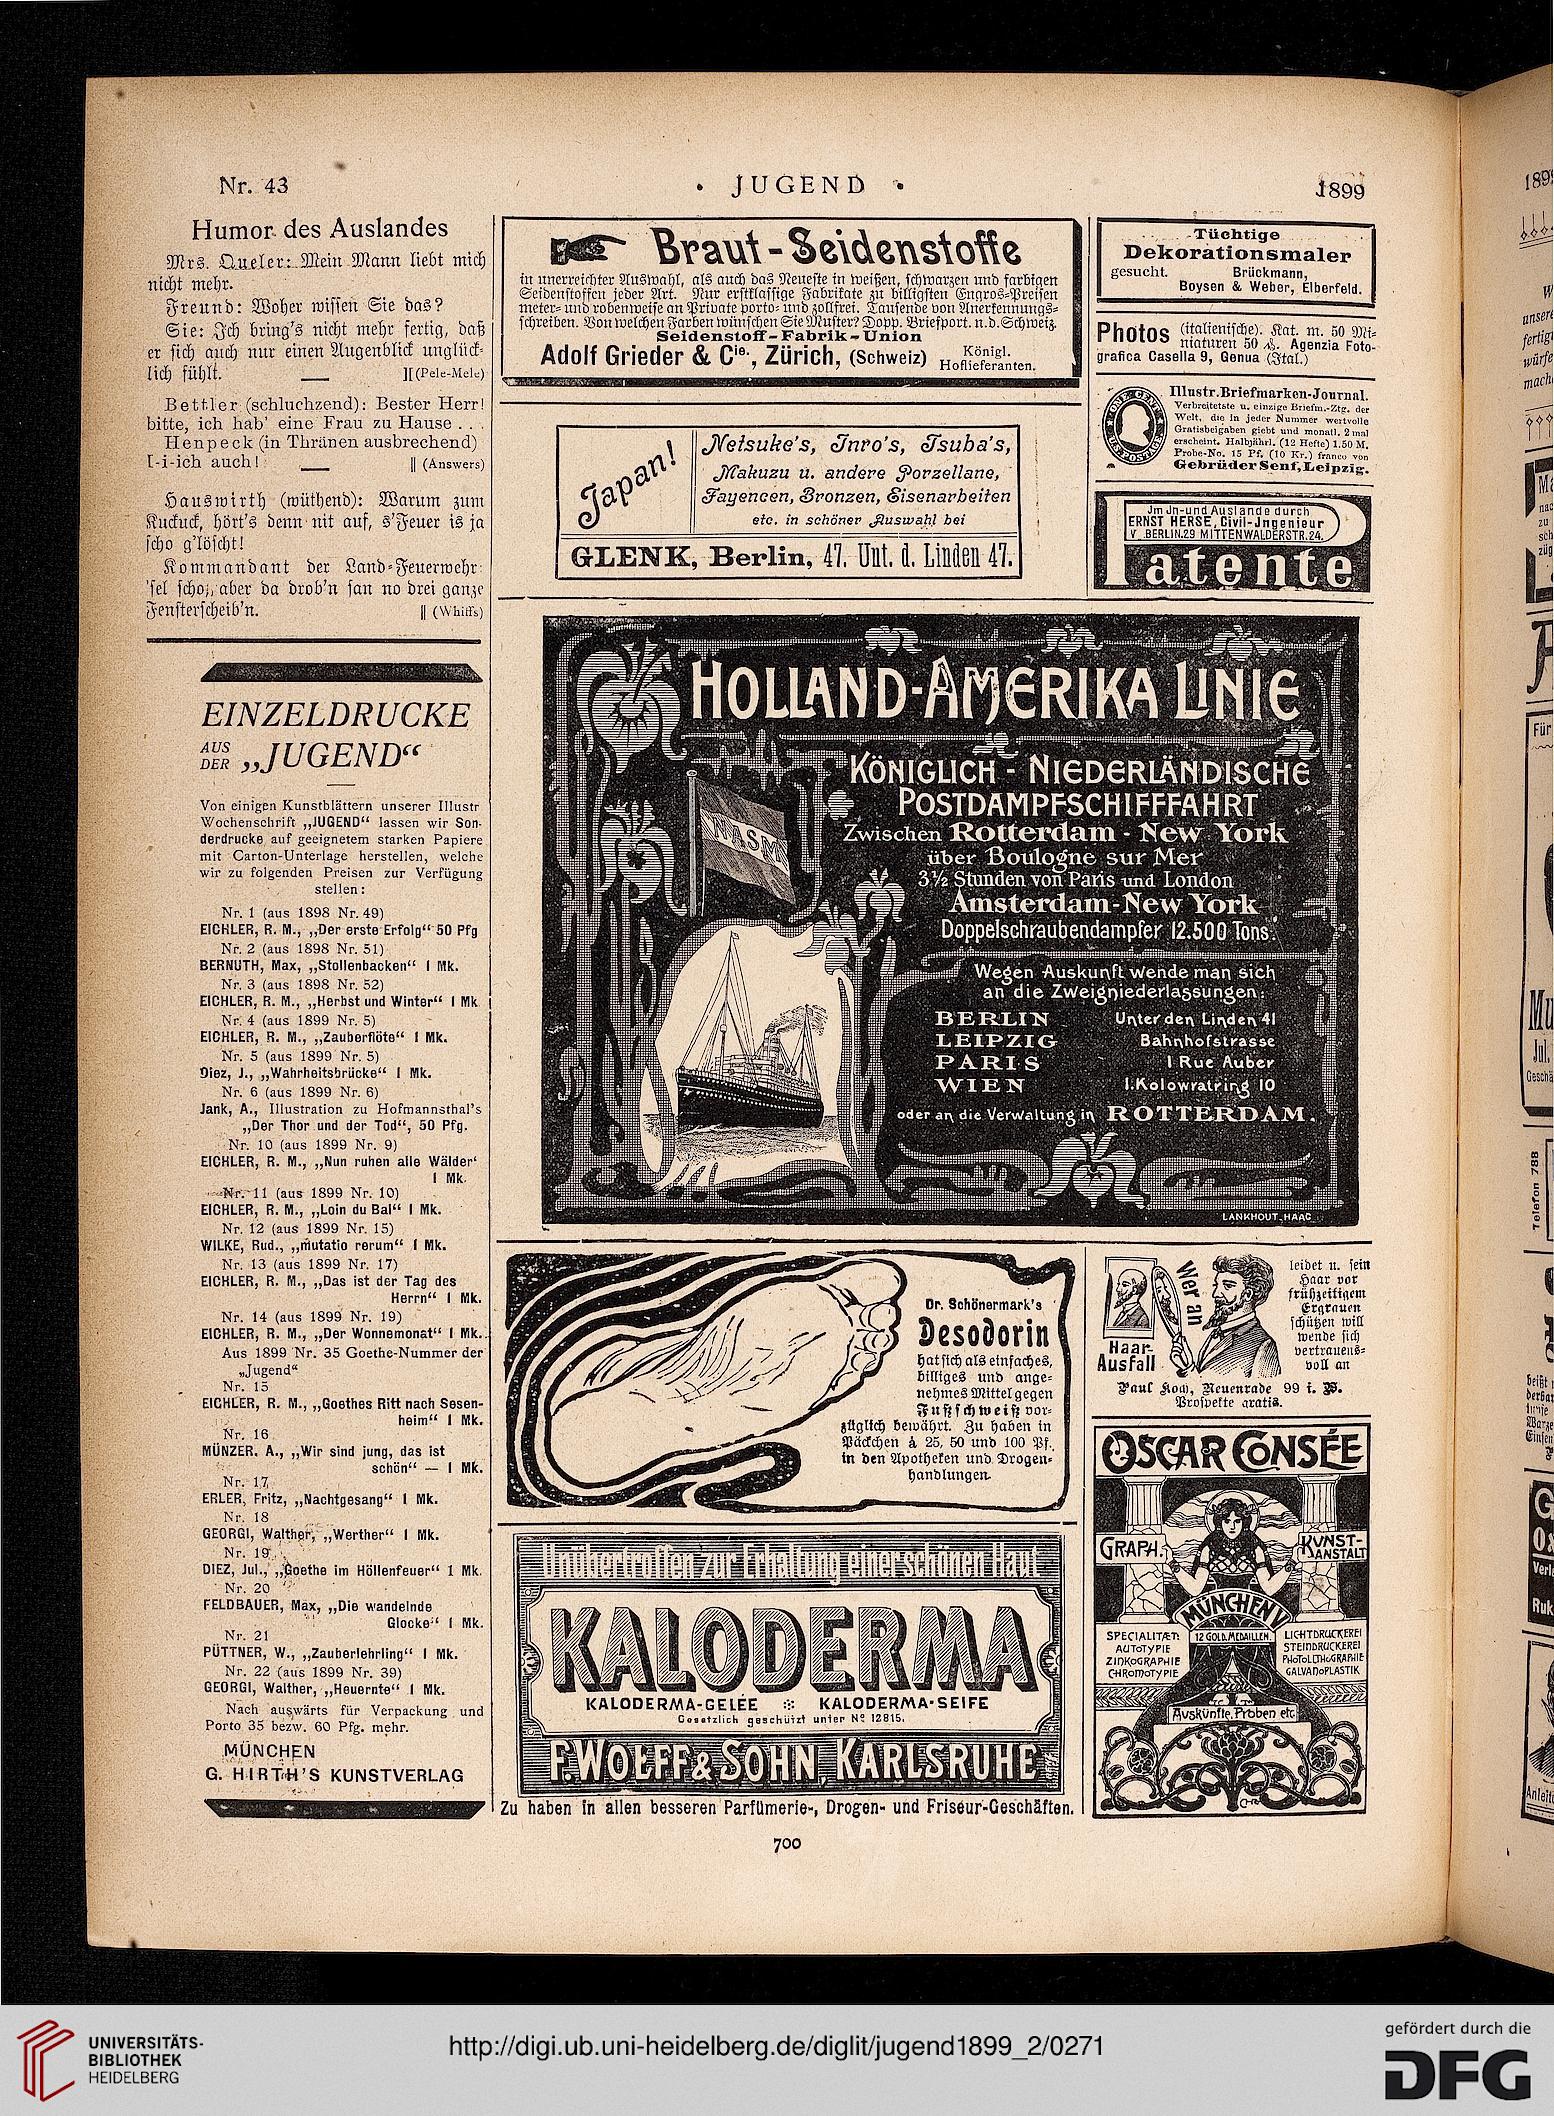 Nr. 43
· JUGEND ·
1899
Humor des Auslandes
Mrs. Queler: Mein Mann liebt mich
nicht mehr.
Freund: Woher wissen Sie das?
Sie: Ich bring's nicht mehr fertig, daß
er sich auch nur einen Augenblick unglück-
lich fühlt.
(Pele-Mele)
Bettler (schluchzend): Bester Herr!
bitte, ich hab' eine Frau zu Hause . . .
Henpeck (in Thränen ausbrechend)
I-i-ich auch!
(Answers)
Hauswirth (wüthend): Warum zum
Kuckuck, hört's denn nit auf, s'Feuer is ja
scho g'löscht!
Kommandant der Land-Feuerwehr:
'sel scho, aber da drob'n san no drei ganze
Fensterscheib'n.
(Whiffs)
EINZELDRUCKE
AUS
DER „JUGEND“
Von einigen Kunstblättern unserer Illustr
Wochenschrift „JUGEND“ lassen wir Son-
derdrucke auf geeignetem starken Papiere
mit Carton-Unterlage herstellen, welche
wir zu folgenden Preisen zur Verfügung
stellen:
Nr. 1 (aus 1898 Nr. 49)
EICHLER, R. M., „Der erste Erfolg“ 50 Pfg
Nr. 2 (aus 1898 Nr. 51)
BERNUTH, Max, „Stollenbacken“ 1 Mk.
Nr. 3 (aus 1898 Nr. 52)
EICHLER, R. M., „Herbst und Winter“ 1 Mk
Nr. 4 (aus 1899 Nr. 5)
EICHLER, R. M., „Zauberflöte“ 1 Mk.
Nr. 5 (aus 1899 Nr. 5)
Diez, J., „Wahrheitsbrücke“ 1 Mk.
Nr. 6 (aus 1899 Nr. 6)
Jank, A., Illustration zu Hofmannsthal's
„Der Thor und der Tod“, 50 Pfg.
Nr. 10 (aus 1899 Nr. 9)
EICHLER, R. M., „Nun ruhen alle Wälder‘
1 Mk.
Nr. 11 (aus 1899 Nr. 10)
EICHLER, R. M., „Loin du Bal“ 1 Mk.
Nr. 12 (aus 1899 Nr. 15)
WILKE, Rud., „mutatio rerum“ 1 Mk.
Nr. 13 (aus 1899 Nr. 17)
EICHLER, R. M., „Das ist der Tag des
Herrn“ 1 Mk.
Nr. 14 (aus 1899 Nr. 19)
EICHLER, R. M., „Der Wonnemonat“ 1 Mk.
Aus 1899 Nr. 35 Goethe-Nummer der
„Jugend“
Nr. 15
EICHLER, R. M., „Goethes Ritt nach Sesen-
heim“ 1 Mk.
Nr. 16
MÜNZER, A., „Wir sind jung, das ist
schön“ — 1 Mk.
Nr. 17
ERLER, Fritz, „Nachtgesang“ 1 Mk.
Nr. 18
GEORGI, Walther, „Werther“ 1 Mk.
Nr. 19
DIEZ, Jul., „Goethe im Höllenfeuer“ 1 Mk.
Nr. 20
FELDBAUER, Max, „Die wandelnde
Glocke“ 1 Mk.
Nr. 21
PÜTTNER, W., „Zauberlehrling“ 1 Mk.
Nr. 22 (aus 1899 Nr. 39)
GEORGI, Walther, „Heuernte“ 1 Mk.
Nach auswärts für Verpackung und
Porto 35 bezw. 60 Pfg. mehr.
MÜNCHEN
G. HIRTH'S KUNSTVERLAG
Braut-Seidenstoffe
in unerreichter Auswahl, als auch das Neueste in weißen, schwarzen und farbigen
Seidenstoffen jeder Art. Nur erstklassige Fabrikate zu billigsten Engros-Preisen
meter- und robenweise an Private porto- und zollfrei. Tausende von Anerkennungs-
schreiben. Von welchen Farben wünschen Sie Muster? Dopp. Briefport. n. d. Schweiz.
Seidenstoff-Fabrik-Union
Adolf Grieder & Cie., Zürich, (Schweiz) Königl. Hoflieferanten.
Japan!
Netsuke's, Inro's, Tsuba's,
Makuzu u. andere Porzellane,
Fayencen, Bronzen, Eisenarbeiten
etc. in schöner Auswahl bei
GLENK, Berlin, 47. Unt. d. Linden 47.
Tüchtige
Dekorationsmaler
gesucht. Brückmann,
Boysen & Weber, Elberfeld.
Photos (italienische). Kat. m. 50 Mi-
niaturen 50 ₰. Agenzia Foto-
grafica Casella 9, Genua (Ital.)
ONE CENT
U.S. POSTAGE
Illustr. Briefmarken-Journal.
Verbreitetste u. einzige Briefm.-Ztg. der
Welt, die in jeder Nummer wertvolle
Gratisbeigaben giebt und monatl. 2 mal
erscheint. Halbjährl. (12 Hefte) 1.50 M.
Probe-No. 15 Pf. (10 Kr.) franco von
Gebrüder Senf, Leipzig.
Jm Jn- und Auslande durch
ERNST HERSE, Civil-Jngenieur
V. BERLIN.29 MITTENWALDERSTR.24.
Patente
HOLLAND-AMERIKA LINIE
KÖNIGLICH - NIEDERLÄNDISCHE
POSTDAMPFSCHIFFFAHRT
Zwischen Rotterdam - New York
über Boulogne sur Mer
3½ Stunden von Paris und London
Amsterdam-New York
Doppelschraubendampfer 12.500 Tons.
NASM
Wegen Auskunft wende man sich
an die Zweigniederlassungen:
BERLIN Unter den Linden 41
LEIPZIG Bahnhofstrasse
PARIS 1 Rue Auber
WIEN I. Kolowratring 10
oder an die Verwaltung in ROTTERDAM.
LANKHOUT. HAAG
Dr. Schönermark's
Desodorin
hat sich als einfaches,
billiges und ange-
nehmes Mittel gegen
Fußschweiß vor-
züglich bewährt. Zu haben in
Päckchen à 25, 50 und 100 Pf.
in den Apotheken und Drogen-
handlungen.
Wer an
Haar-
Ausfall
leidet u. sein
Haar vor
frühzeitigem
Ergrauen
schützen will
wende sich
vertrauens-
voll an
Paul Koch, Neuenrade 99 i. W.
Prospekte gratis.
Unübertroffen zur Erhaltung einer schönen Haut
KALODERMA
KALODERMA-GELÉE KALODERMA-SEIFE
Gesetzlich geschützt unter No 12815.
F. WOLFF & SOHN, KARLSRUHE
Zu haben in allen besseren Parfümerie-, Drogen- und Friseur-Geschäften.
OSCAR CONSÉE
GRAPH. KUNST-
ANSTALT
MÜNCHEN V
12 GOLD. MEDAILLEN
SPECIALITÆT:
AUTOTYPIE
ZINKOGRAPHIE
CHROMOTYPIE
LICHTDRUCKEREI
STEINDRUCKEREI
PHOTOLITHOGRAPHIE
GALVANOPLASTIK
Auskünfte, Proben etc
700
1899
Telefon 788
UNIVERSITÄTS-
BIBLIOTHEK
HEIDELBERG
http://digi.ub.uni-heidelberg.de/diglit/jugend1899_2/0271
gefördert durch die
DFG